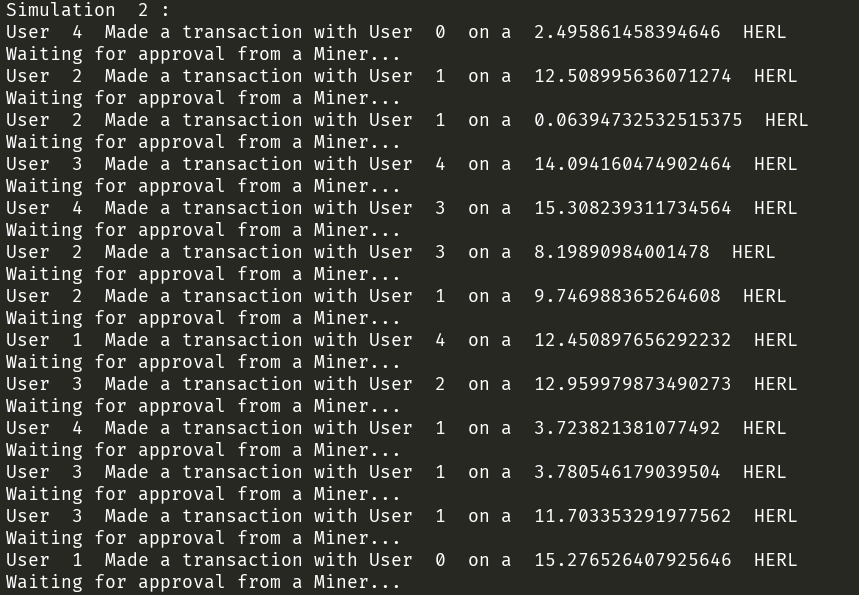 Simulation  2 :
User  4  Made a transaction with User  0  on a  2.495861458394646  HERL
Waiting for approval from a Miner...
User  2  Made a transaction with User  1  on a  12.508995636071274  HERL
Waiting for approval from a Miner...
User  2  Made a transaction with User  1  on a  0.06394732532515375  HERL
Waiting for approval from a Miner...
User  3  Made a transaction with User  4  on a  14.094160474902464  HERL
Waiting for approval from a Miner...
User  4  Made a transaction with User  3  on a  15.308239311734564  HERL
Waiting for approval from a Miner...
User  2  Made a transaction with User  3  on a  8.19890984001478  HERL
Waiting for approval from a Miner...
User  2  Made a transaction with User  1  on a  9.746988365264608  HERL
Waiting for approval from a Miner...
User  1  Made a transaction with User  4  on a  12.450897656292232  HERL
Waiting for approval from a Miner...
User  3  Made a transaction with User  2  on a  12.959979873490273  HERL
Waiting for approval from a Miner...
User  4  Made a transaction with User  1  on a  3.723821381077492  HERL
Waiting for approval from a Miner...
User  3  Made a transaction with User  1  on a  3.780546179039504  HERL
Waiting for approval from a Miner...
User  3  Made a transaction with User  1  on a  11.703353291977562  HERL
Waiting for approval from a Miner...
User  1  Made a transaction with User  0  on a  15.276526407925646  HERL
Waiting for approval from a Miner...